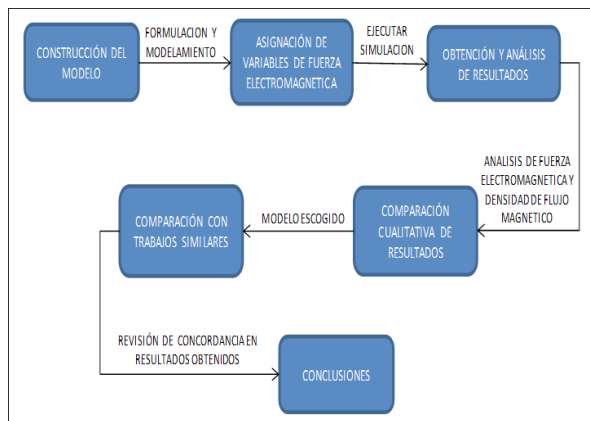 FORMULACION Y
MODELAMIENTO
CONSTRUCCIÓN DEL
MODELO
ASIGNACIÓN DE
VARIABLES DE FUERZA
ELECTROMAGNETICA
EJECUTAR
SIMULACION
OBTENCIÓN Y ANÁLISIS
DE RESULTADOS
ANALISIS DE FUERZA
ELECTROMAGNETICA Y
DENSIDAD DE FLUJO
MAGNETICO
COMPARACIÓN
CUALITATIVA DE
RESULTADOS
MODELO ESCOGIDO
COMPARACIÓN CON
TRABAJOS SIMILARES
REVISIÓN DE CONCORDANCIA EN
RESULTADOS OBTENIDOS
CONCLUSIONES